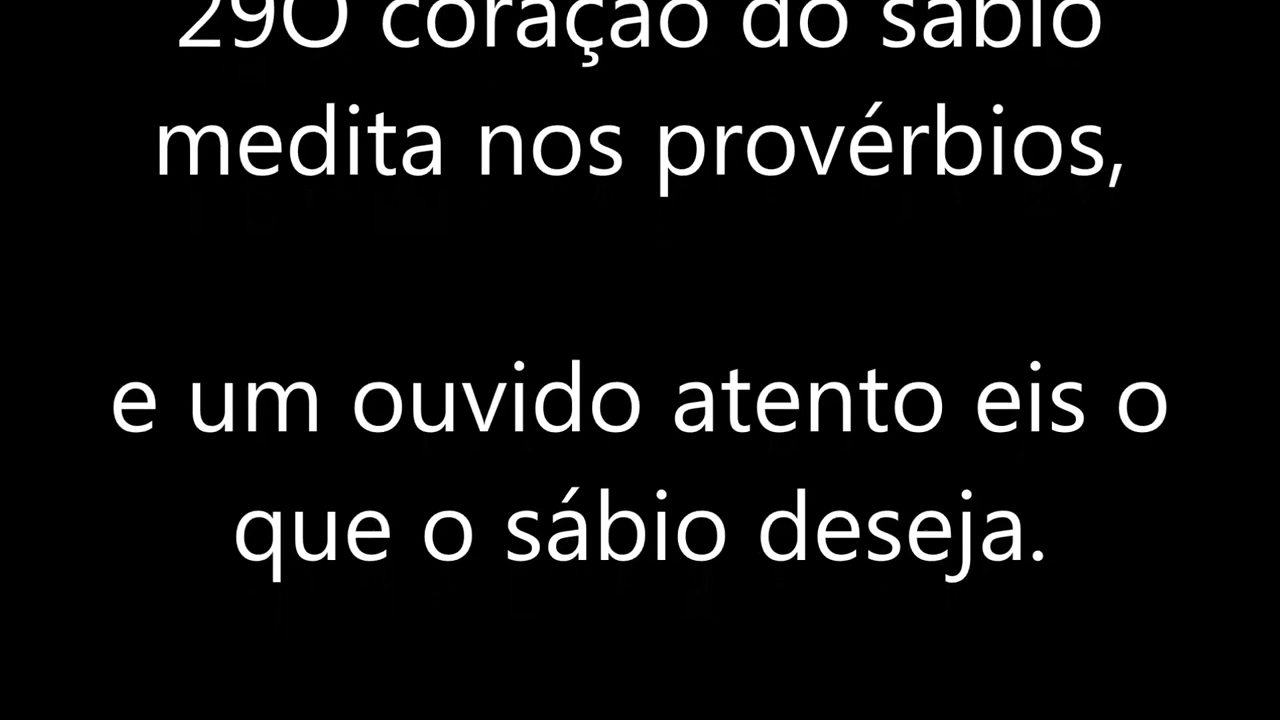 29O coração do sábio
medita nos provérbios,
e um ouvido atento eis o
que o sábio deseja.